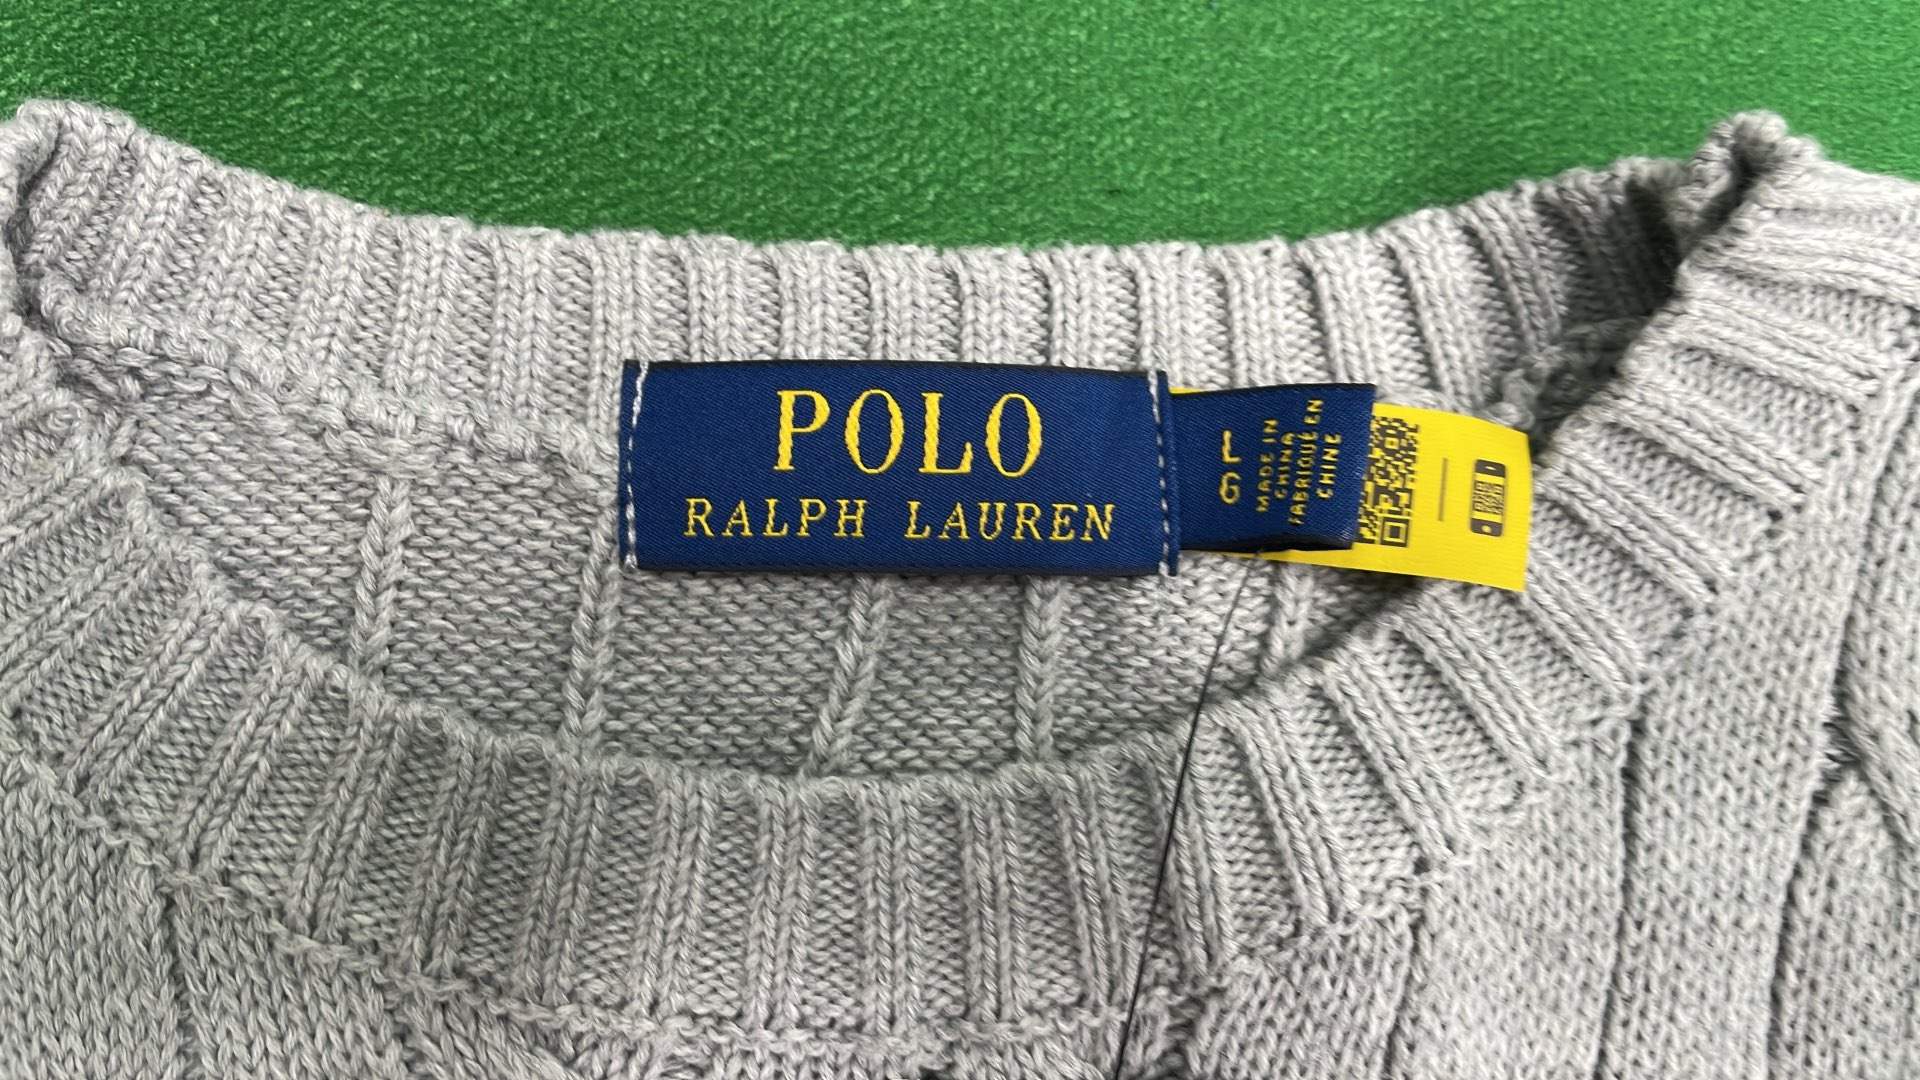 POLO
RALPH LAUREN
L
G
MADE IN
CHINA
FABRIQUÉ EN
CHINE